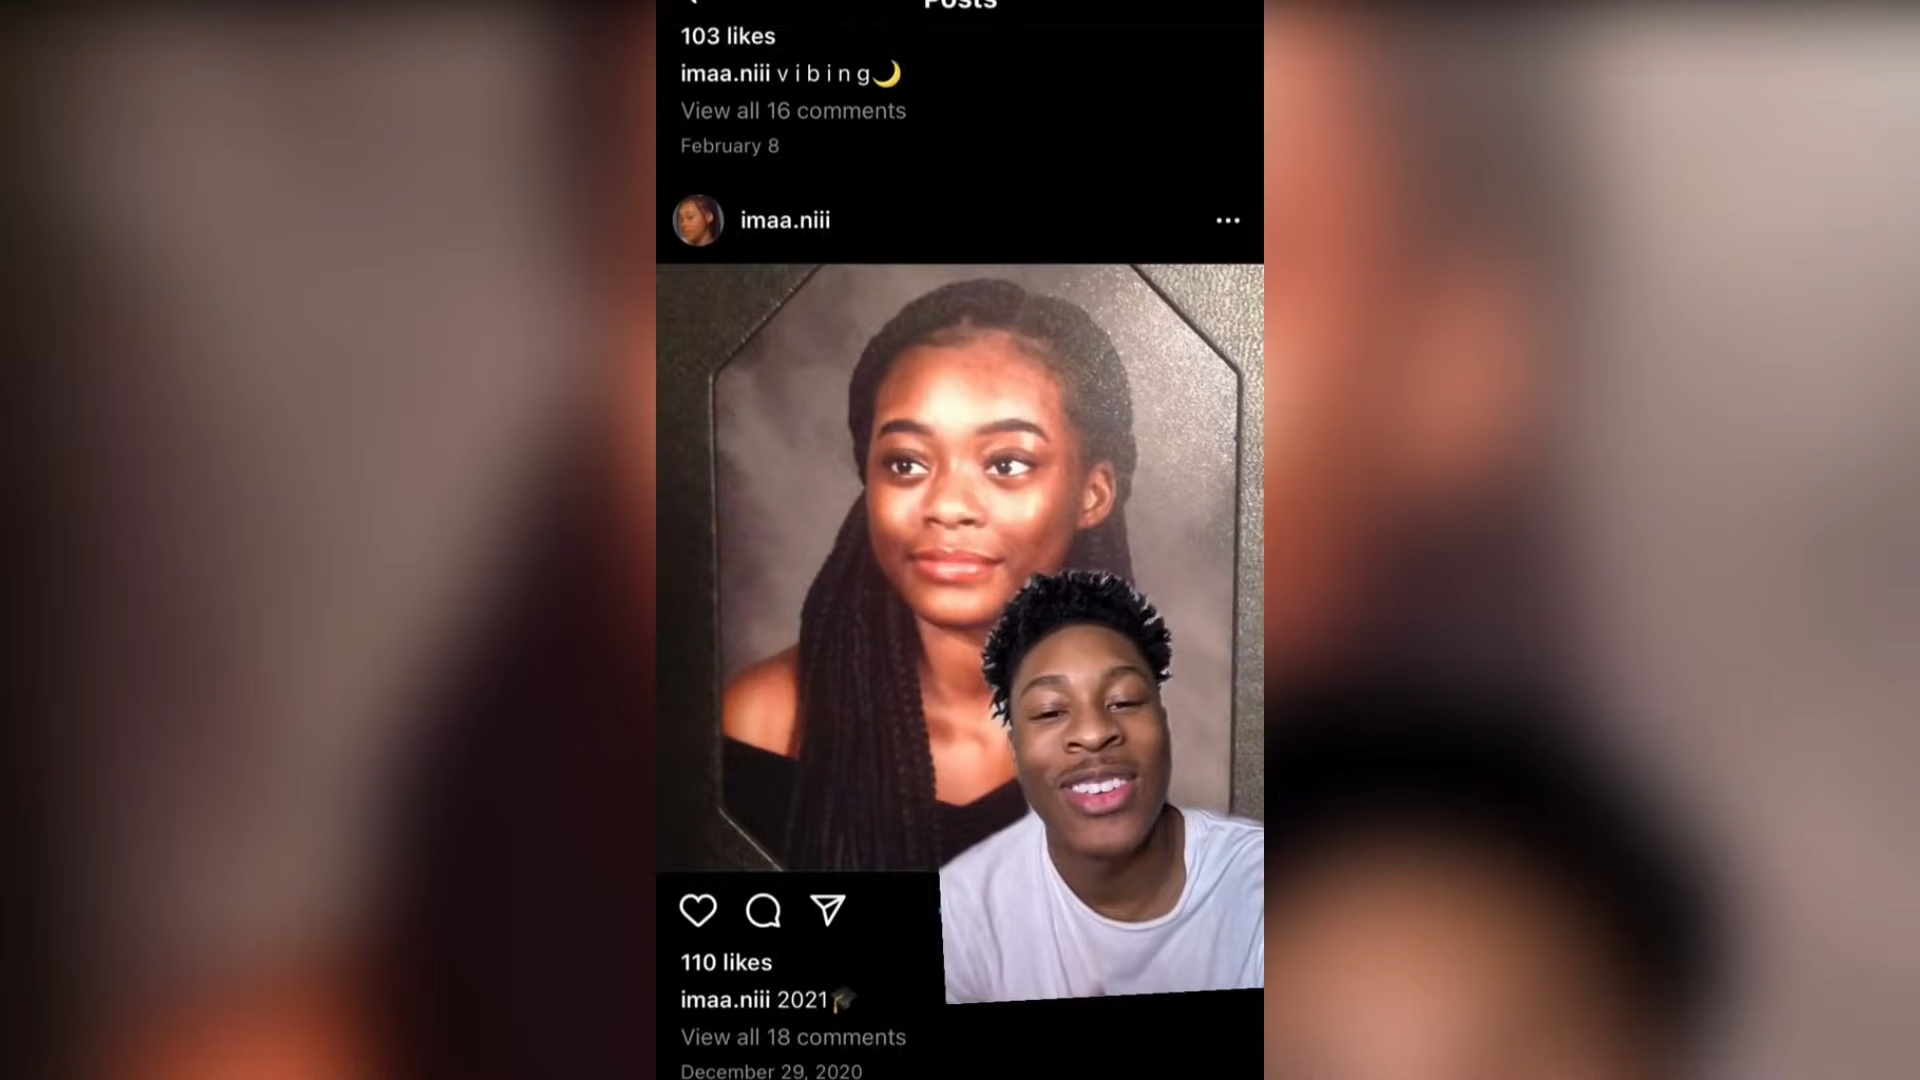 Posts
103 likes
imaa.niii v i b i n g🌙
View all 16 comments
February 8
imaa.niii
110 likes
imaa.niii 2021🎓
View all 18 comments
December 29, 2020